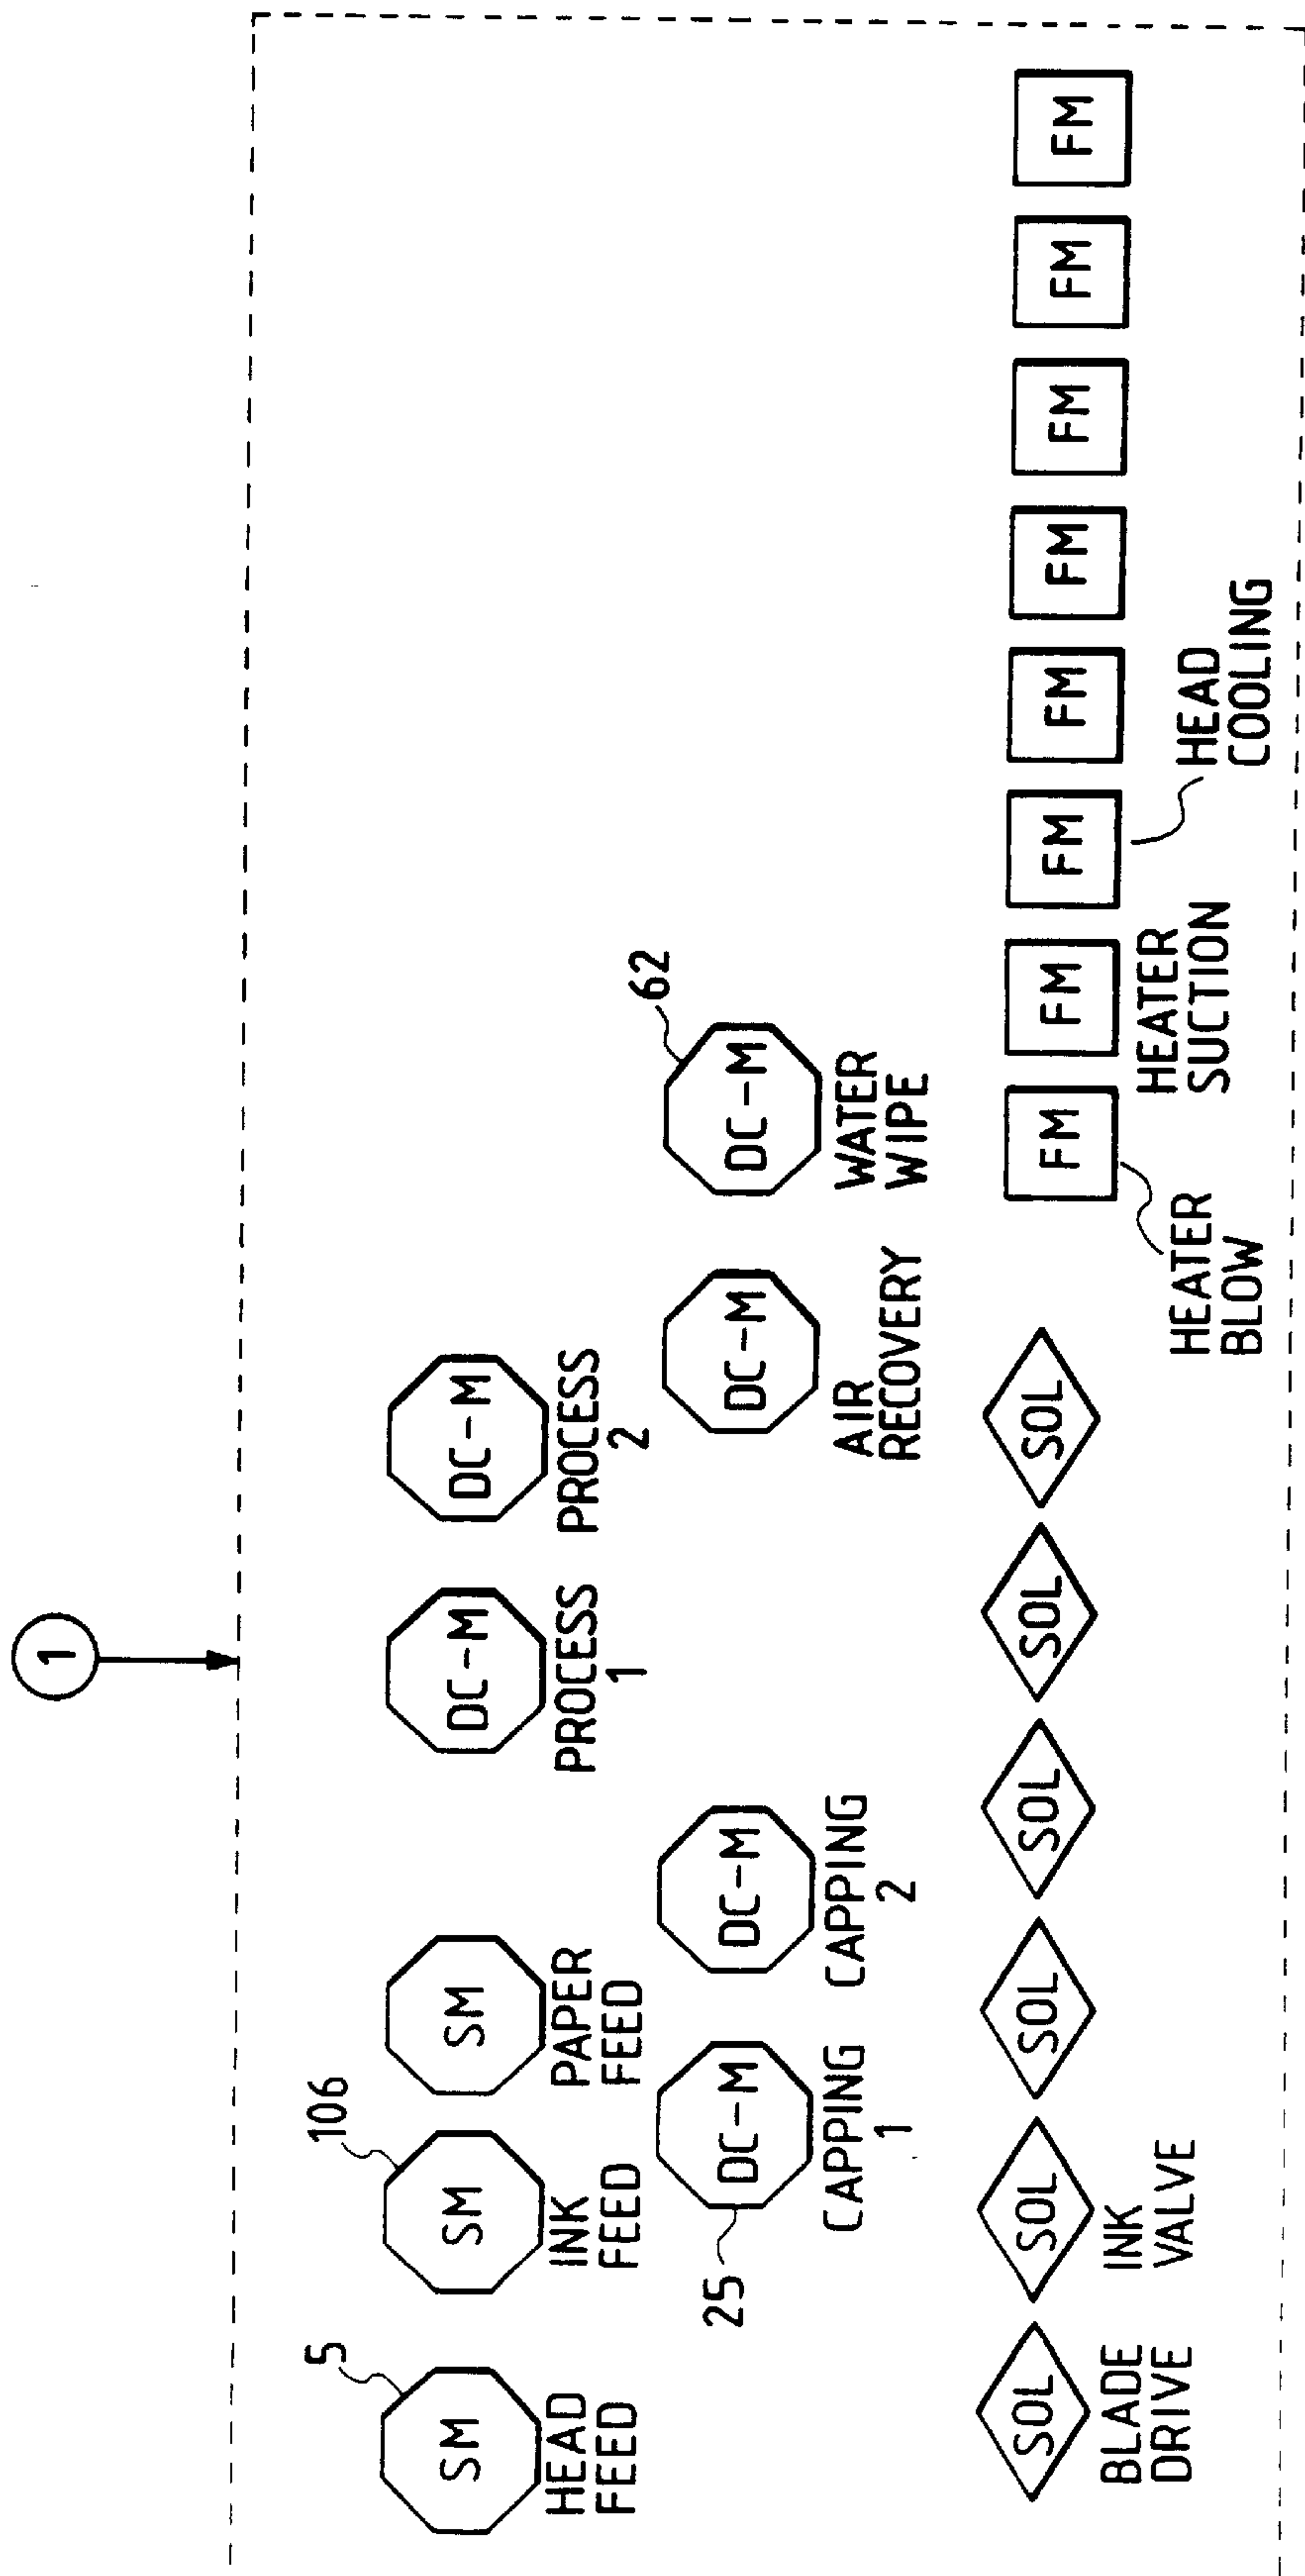 1
5
SM
HEAD
FEED
106
SM
INK
FEED
SM
PAPER
FEED
DC-M
PROCESS
1
DC-M
PROCESS
2
25
DC-M
CAPPING
1
DC-M
CAPPING
2
DC-M
AIR
RECOVERY
62
DC-M
WATER
WIPE
SOL
BLADE
DRIVE
SOL
INK
VALVE
SOL
SOL
SOL
SOL
FM
HEATER
BLOW
FM
HEATER
SUCTION
FM
HEAD
COOLING
FM
FM
FM
FM
FM